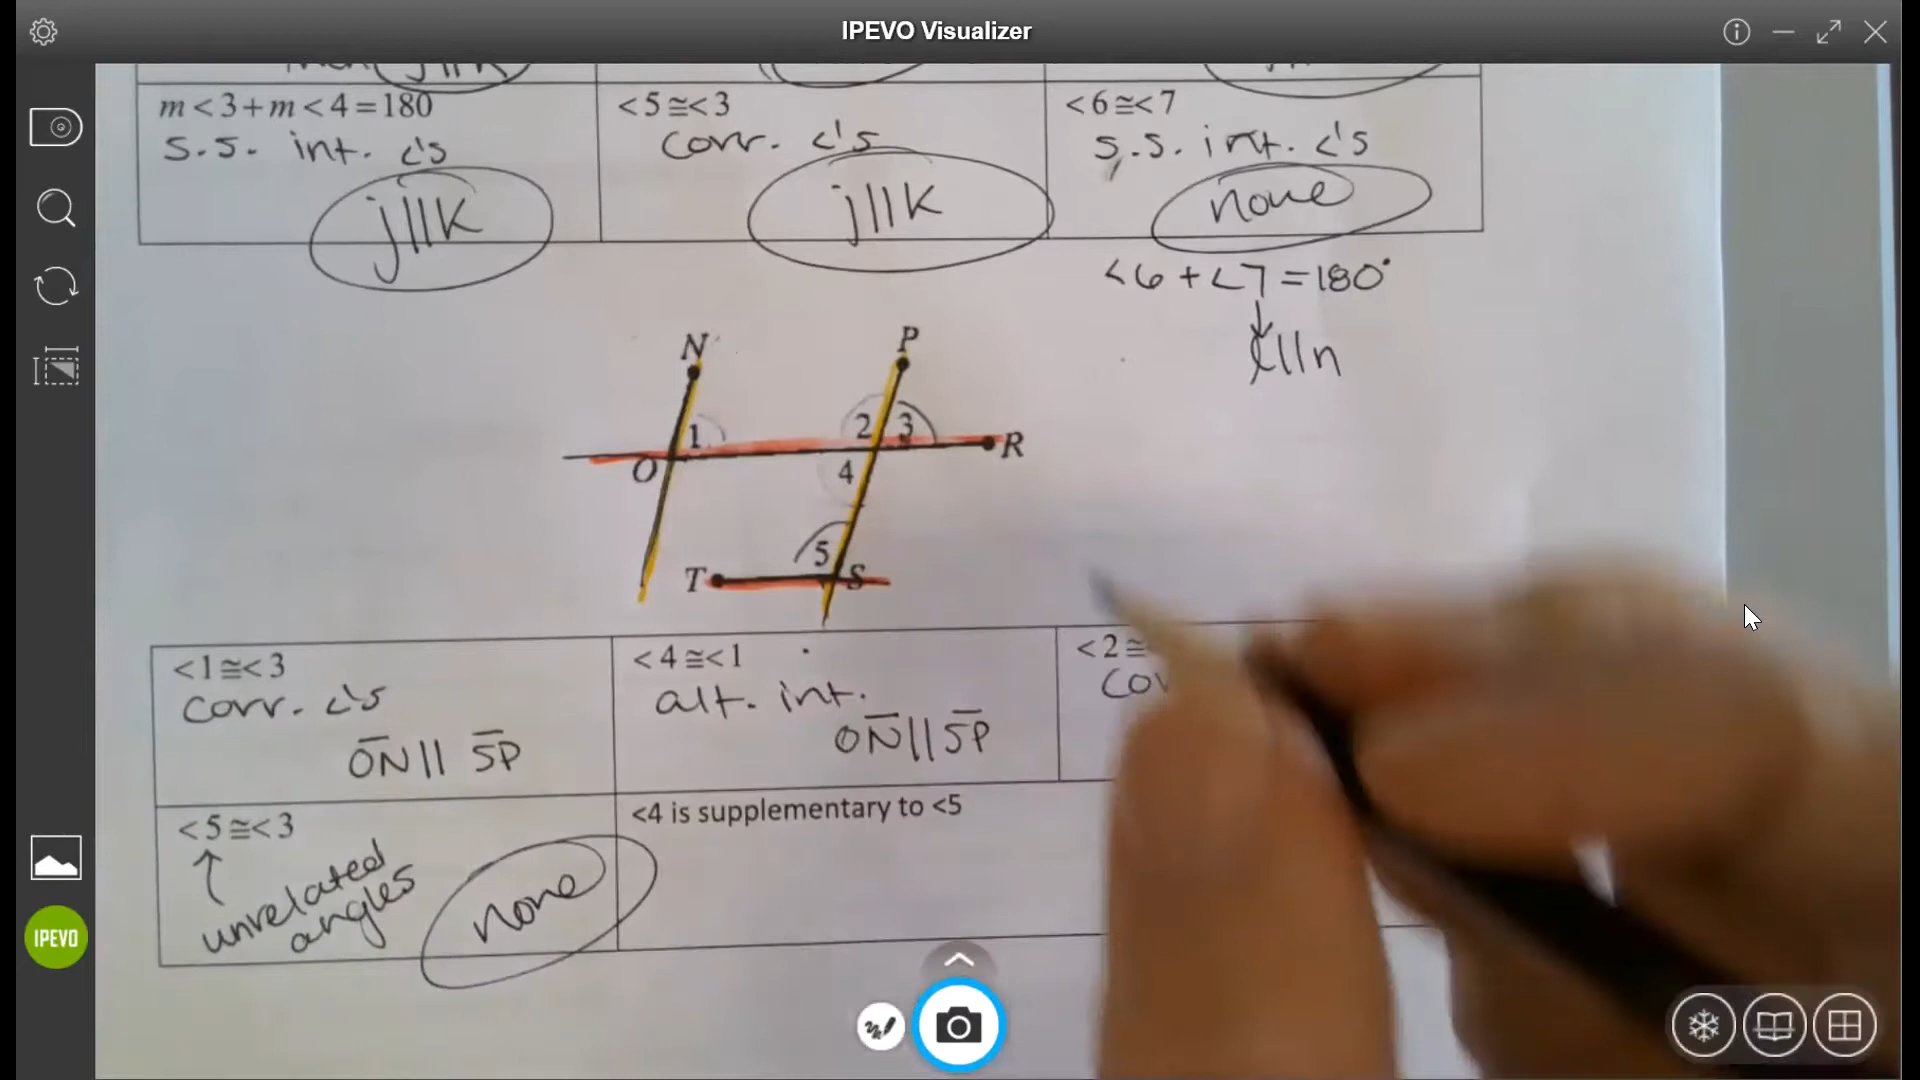 IPEVO Visualizer
j||k
m<3+m<4=180
s.s. int. <'s
j||k
<5≅<3
corr. <'s
j||k
<6≅<7
s.s. int. <'s
none
<6 + <7 = 180°
ℓ||n
N
P
1
2
3
R
O
4
5
T
S
<1≅<3
corr. <'s
ON || SP
<4≅<1
alt. int.
ON || SP
<2≅
<5≅<3
unrelated
angles
none
<4 is supplementary to <5
IPEVO